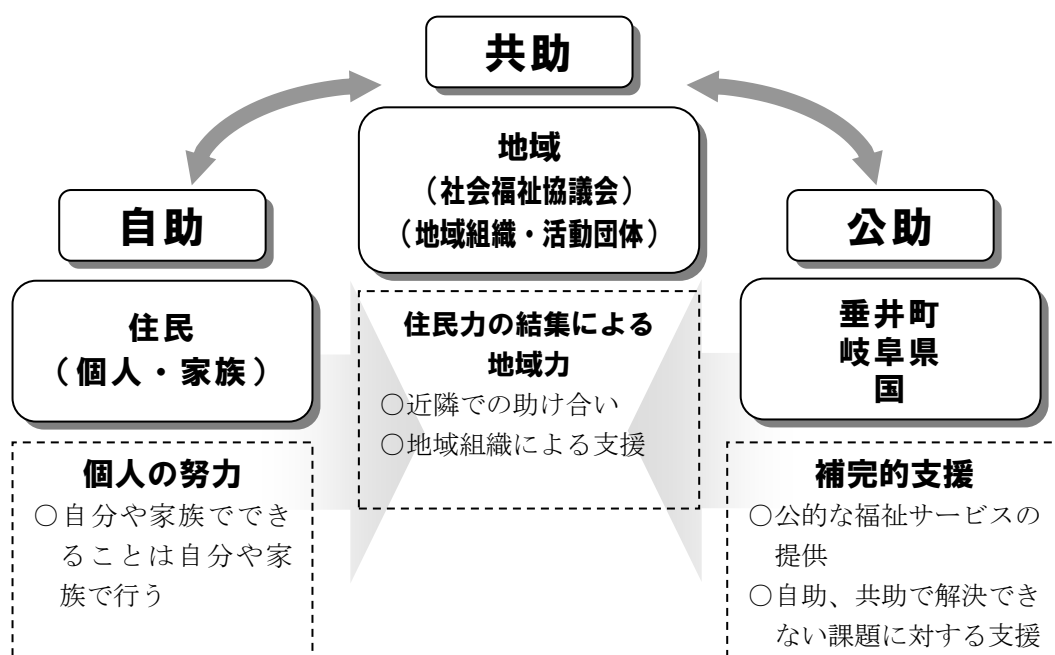 共助
地域
（社会福祉協議会）
（地域組織・活動団体）
住民力の結集による
地域力
○近隣での助け合い
○地域組織による支援
自助
住民
（個人・家族）
個人の努力
○自分や家族ででき
ることは自分や家
族で行う
公助
垂井町
岐阜県
国
補完的支援
○公的な福祉サービスの
提供
○自助、共助で解決でき
ない課題に対する支援